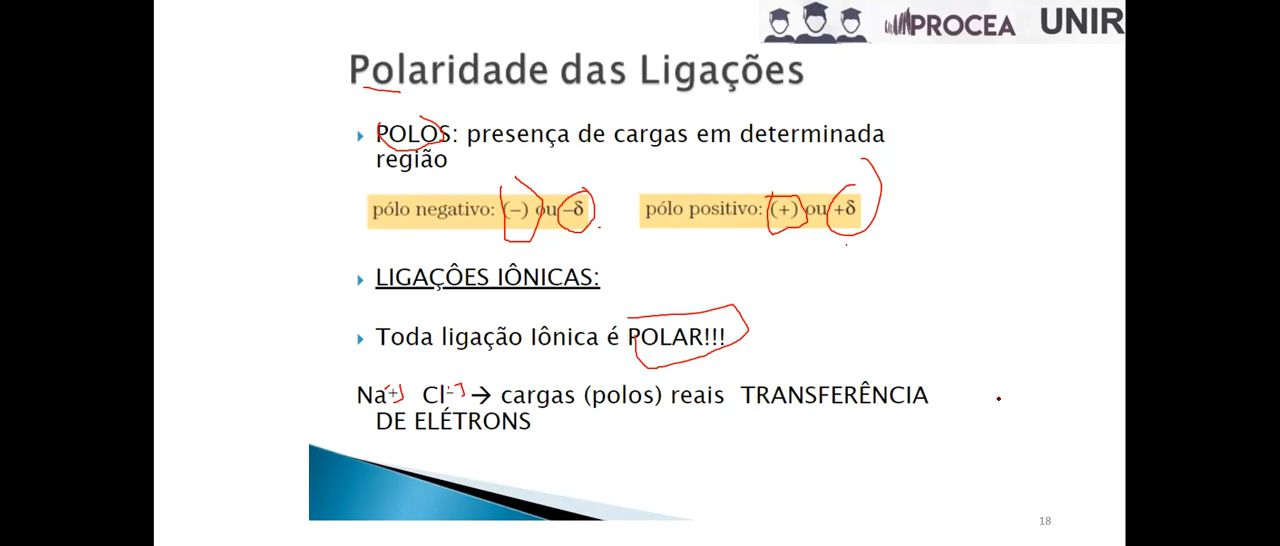 PROCEA UNIR
Polaridade das Ligações
POLOS: presença de cargas em determinada
região
pólo negativo: (–) ou –δ pólo positivo: (+) ou +δ
LIGAÇÔES IÔNICAS:
Toda ligação Iônica é POLAR!!!
Na+ Cl- → cargas (polos) reais TRANSFERÊNCIA
DE ELÉTRONS
18